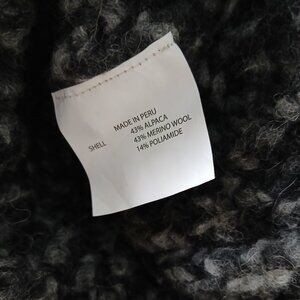 MADE IN PERU
43% ALPACA
SHELL 43% MERINO WOOL
14% POLIAMIDE